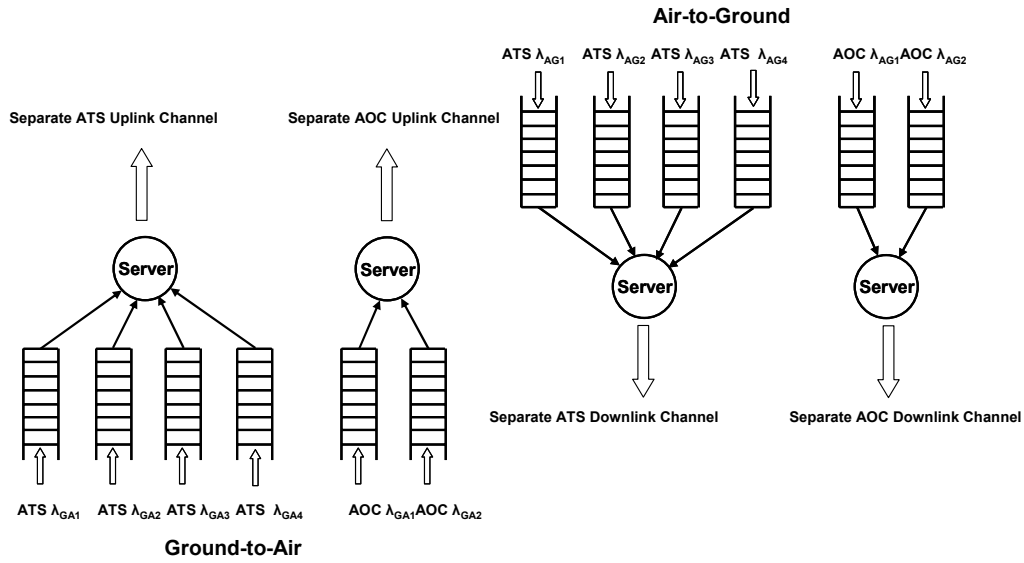 Air-to-Ground
ATS λAG1 ATS λAG2 ATS λAG3 ATS λAG4 AOC λAG1 AOC λAG2
Separate ATS Uplink Channel Separate AOC Uplink Channel
Server Server
Server Server
Separate ATS Downlink Channel Separate AOC Downlink Channel
ATS λGA1 ATS λGA2 ATS λGA3 ATS λGA4 AOC λGA1 AOC λGA2
Ground-to-Air